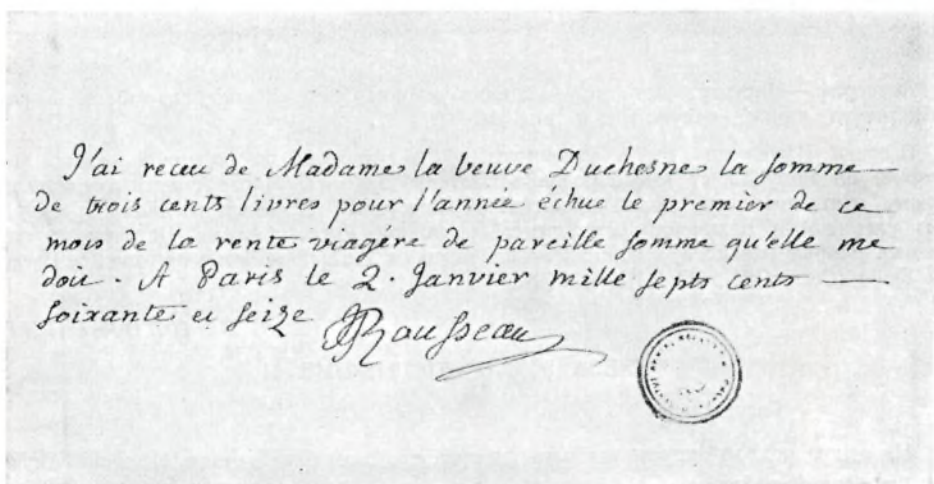 J'ai receu de Madame la veuve Duchesne la somme
de trois cents livres pour l'année échue le premier de ce
mois de la rente viagére de pareille somme qu'elle me
doit. A Paris le 2. Janvier mille septs cents
soixante et seize JJRousseau